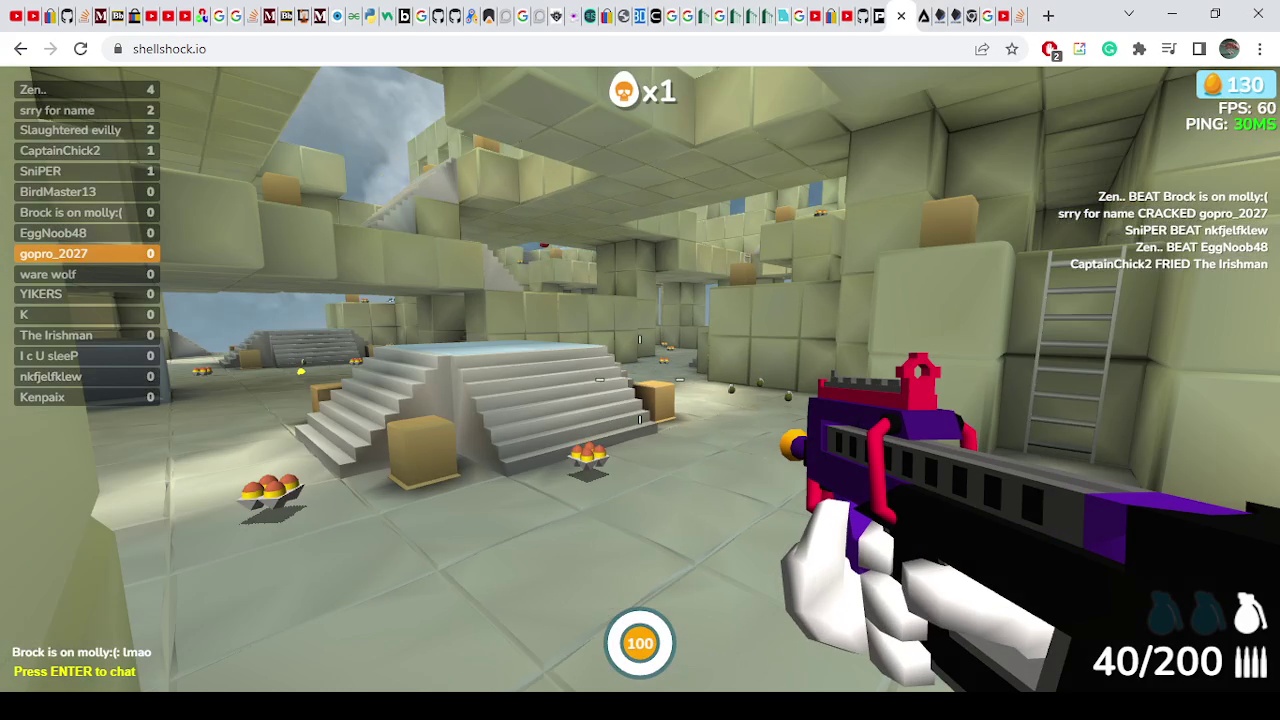 shellshock.io
2
Zen.. 4
srry for name 2
Slaughtered evilly 2
CaptainChick2 1
SniPER 1
BirdMaster13 0
Brock is on molly:( 0
EggNoob48 0
gopro_2027 0
ware wolf 0
YIKERS 0
K 0
The Irishman 0
I c U sleeP 0
nkfjelfklew 0
Kenpaix 0
x1
130
FPS: 60
PING: 30MS
Zen.. BEAT Brock is on molly:(
srry for name CRACKED gopro_2027
SniPER BEAT nkfjelfklew
Zen.. BEAT EggNoob48
CaptainChick2 FRIED The Irishman
Brock is on molly:(: lmao
Press ENTER to chat
100
40/200